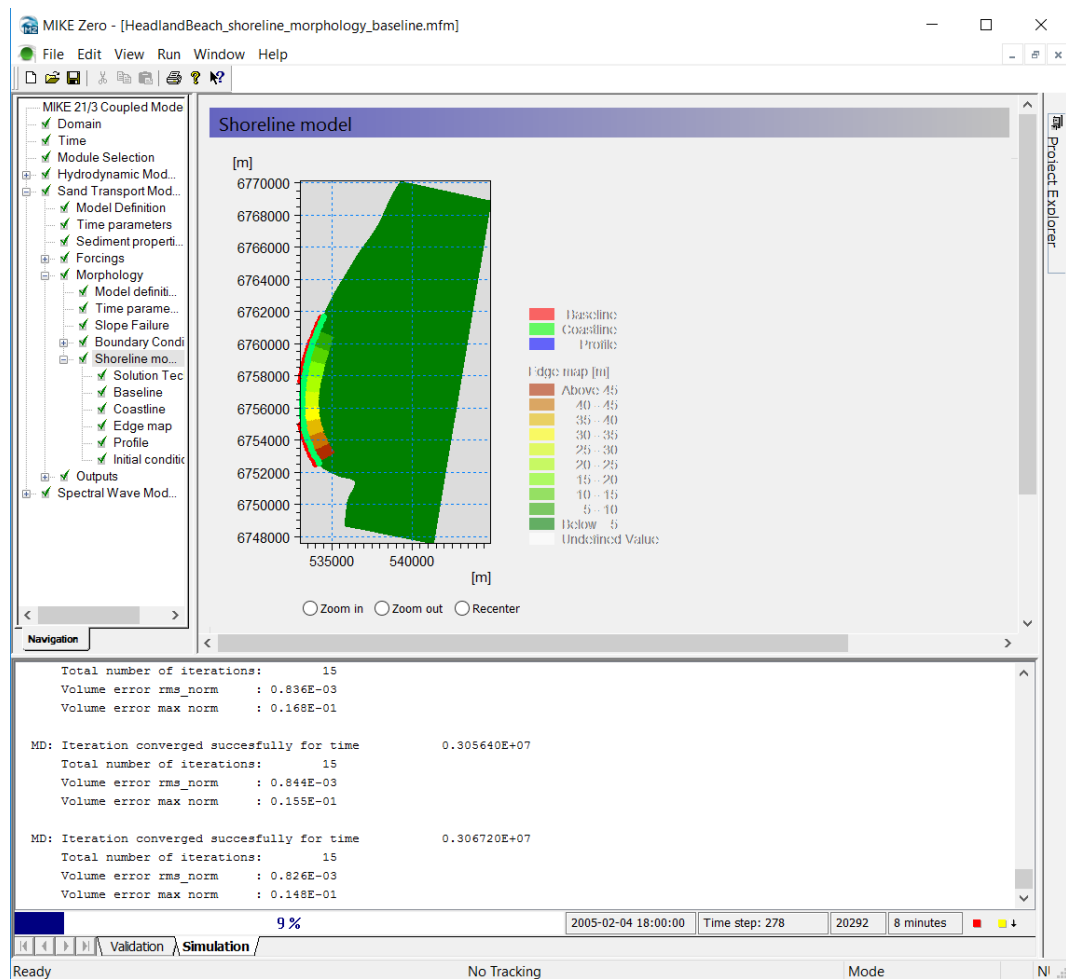 MIKE Zero - [HeadlandBeach_shoreline_morphology_baseline.mfm]
File Edit View Run Window Help
MIKE 21/3 Coupled Mode
Domain
Time
Module Selection
Hydrodynamic Mod...
Sand Transport Mod...
Model Definition
Time parameters
Sediment properti...
Forcings
Morphology
Model definiti...
Time parame...
Slope Failure
Boundary Condi
Shoreline mo...
Solution Tec
Baseline
Coastline
Edge map
Profile
Initial conditic
Outputs
Spectral Wave Mod...
Navigation
Shoreline model
[m]
6770000
6768000
6766000
6764000
6762000
6760000
6758000
6756000
6754000
6752000
6750000
6748000
535000 540000
[m]
Baseline
Coastline
Profile
Edge map [m]
Above 45
40 - 45
35 - 40
30 - 35
25 - 30
20 - 25
15 - 20
10 - 15
5 - 10
Below 5
Undefined Value
Zoom in Zoom out Recenter
Project Explorer
Total number of iterations: 15
Volume error rms_norm : 0.836E-03
Volume error max norm : 0.168E-01
MD: Iteration converged succesfully for time 0.305640E+07
Total number of iterations: 15
Volume error rms_norm : 0.844E-03
Volume error max norm : 0.155E-01
MD: Iteration converged succesfully for time 0.306720E+07
Total number of iterations: 15
Volume error rms_norm : 0.826E-03
Volume error max norm : 0.148E-01
9% 2005-02-04 18:00:00 Time step: 278 20292 8 minutes
Validation Simulation
Ready No Tracking Mode